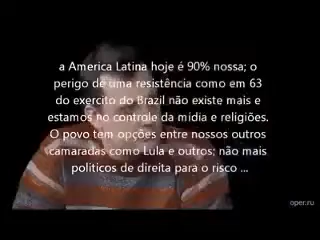 a America Latina hoje é 90% nossa; o
perigo de uma resistência como em 63
do exercito do Brazil não existe mais e
estamos no controle da mídia e religiões.
O povo tem opções entre nossos outros
camaradas como Lula e outros; não mais
politicos de direita para o risco ...
oper.ru